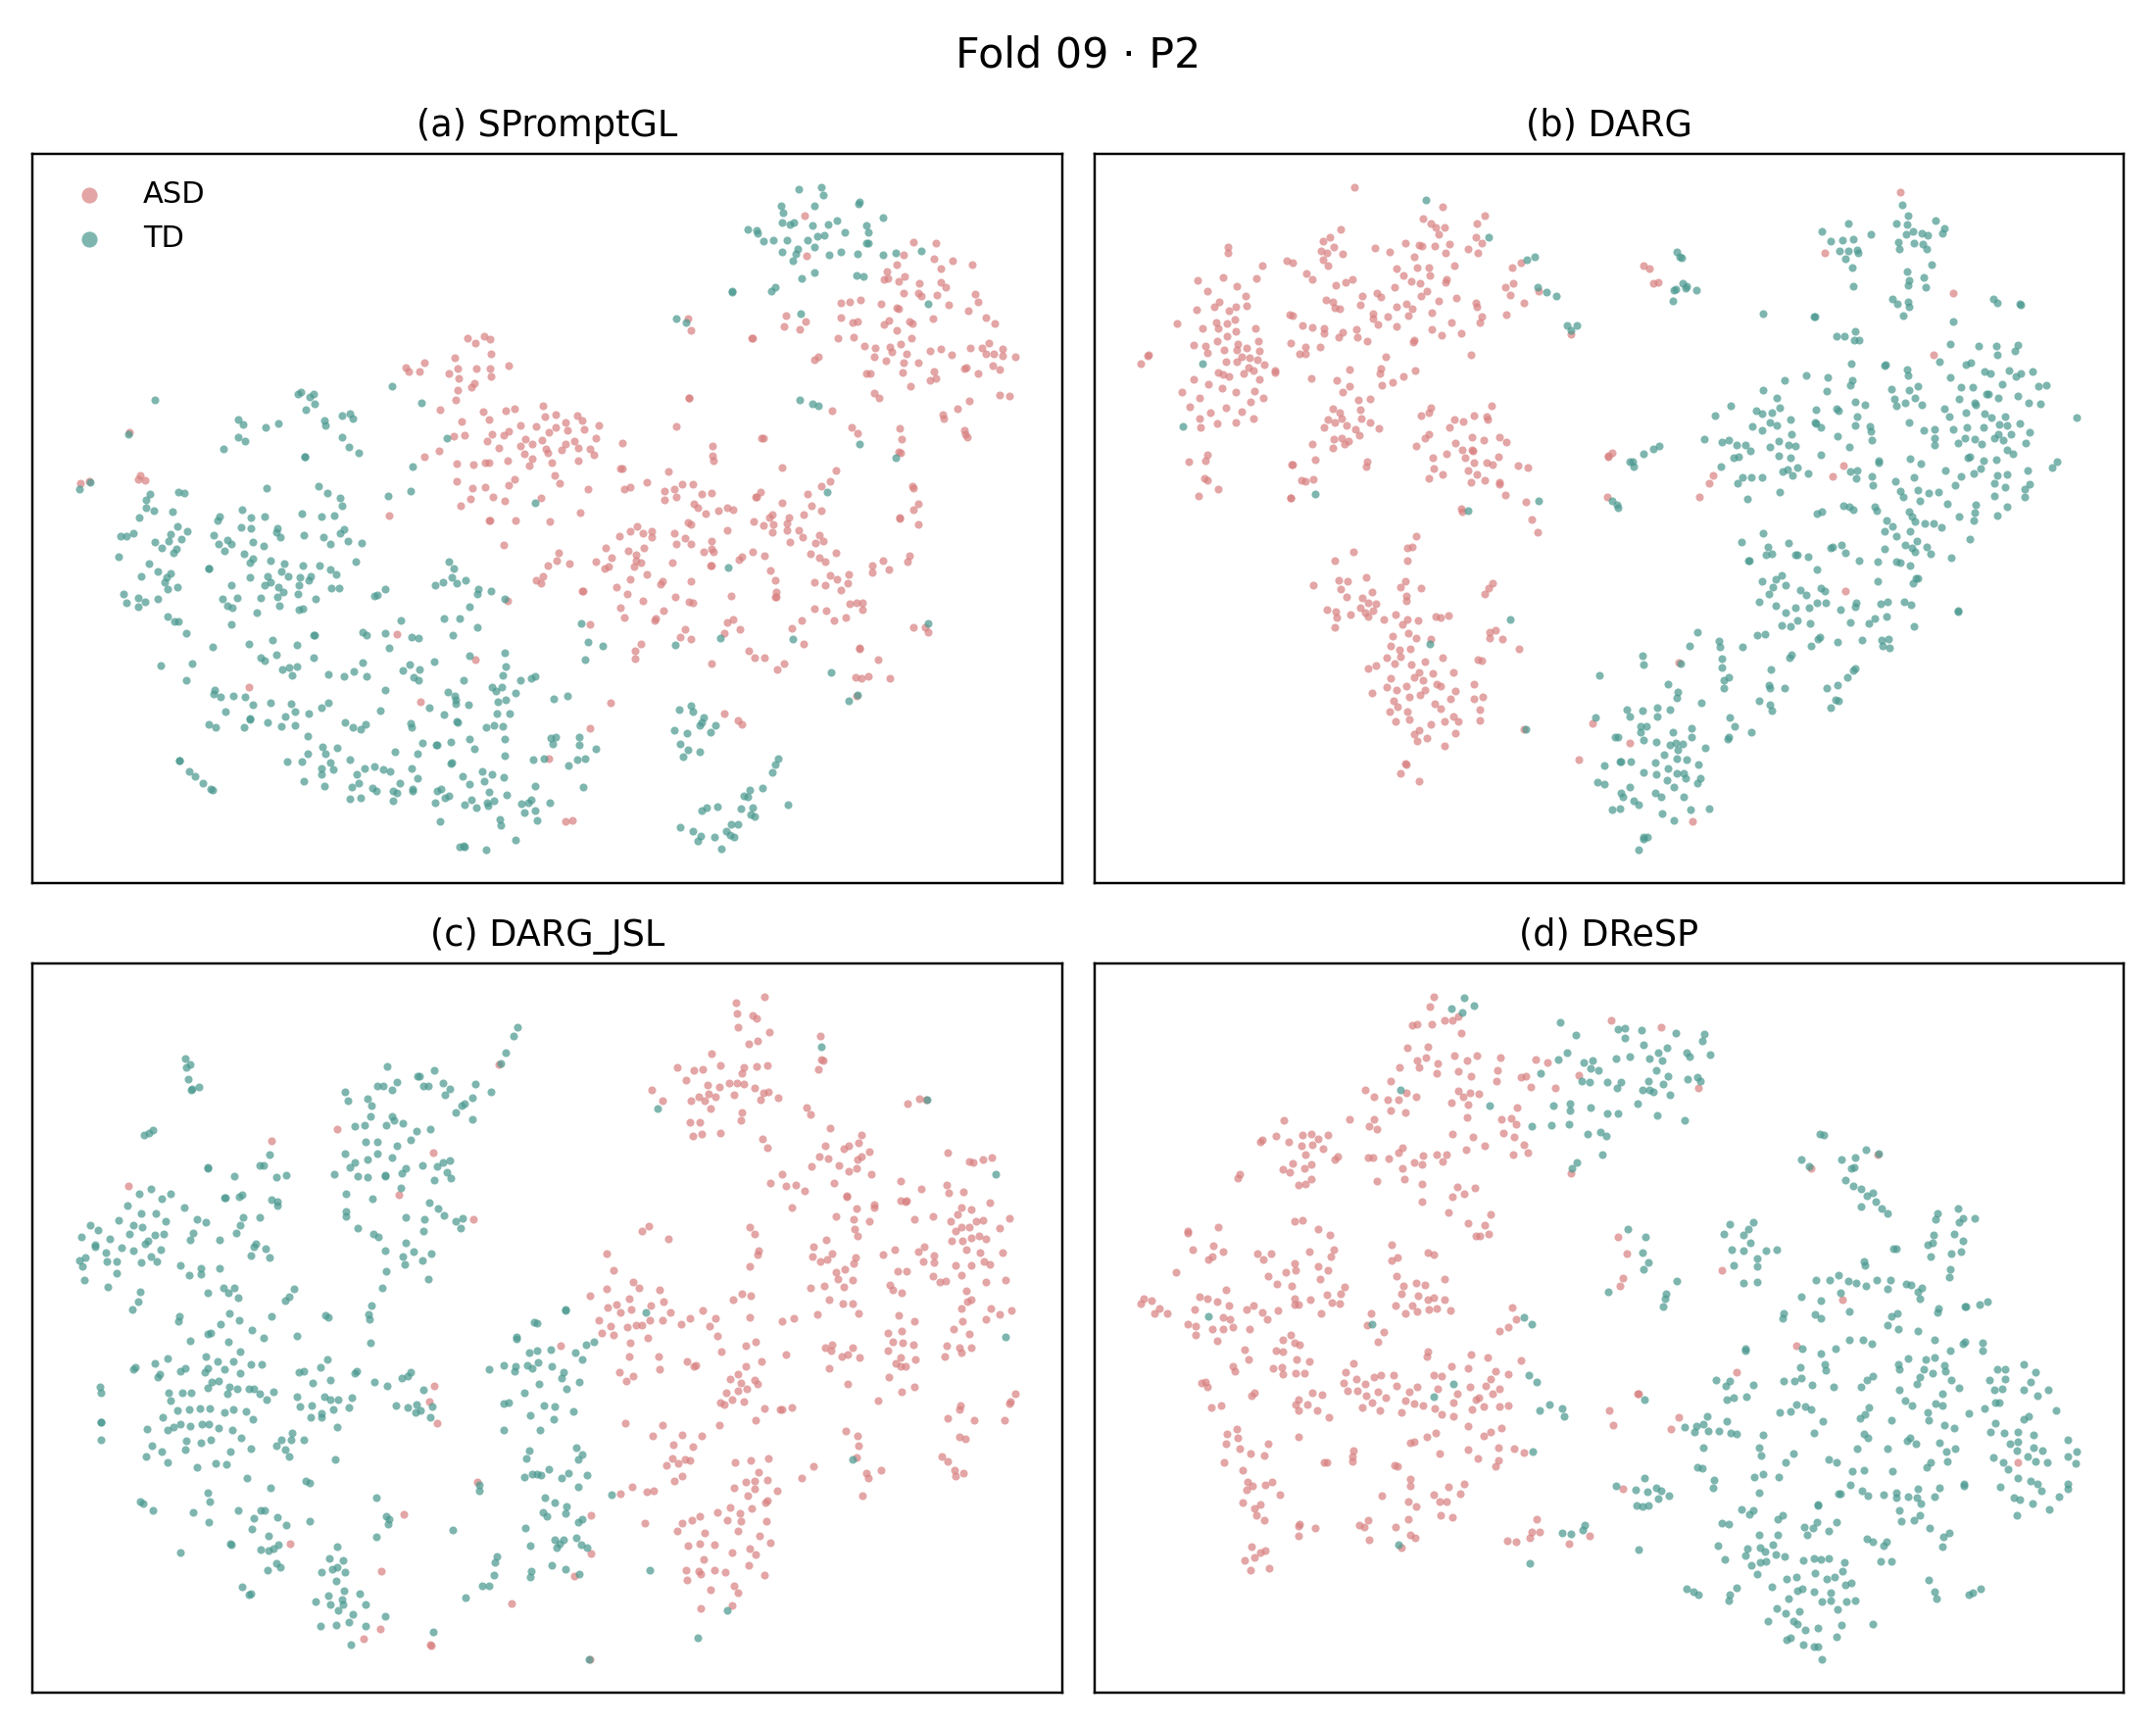 Fold 09 · P2
(a) SPromptGL
(b) DARG
ASD
TD
(c) DARG_JSL
(d) DReSP